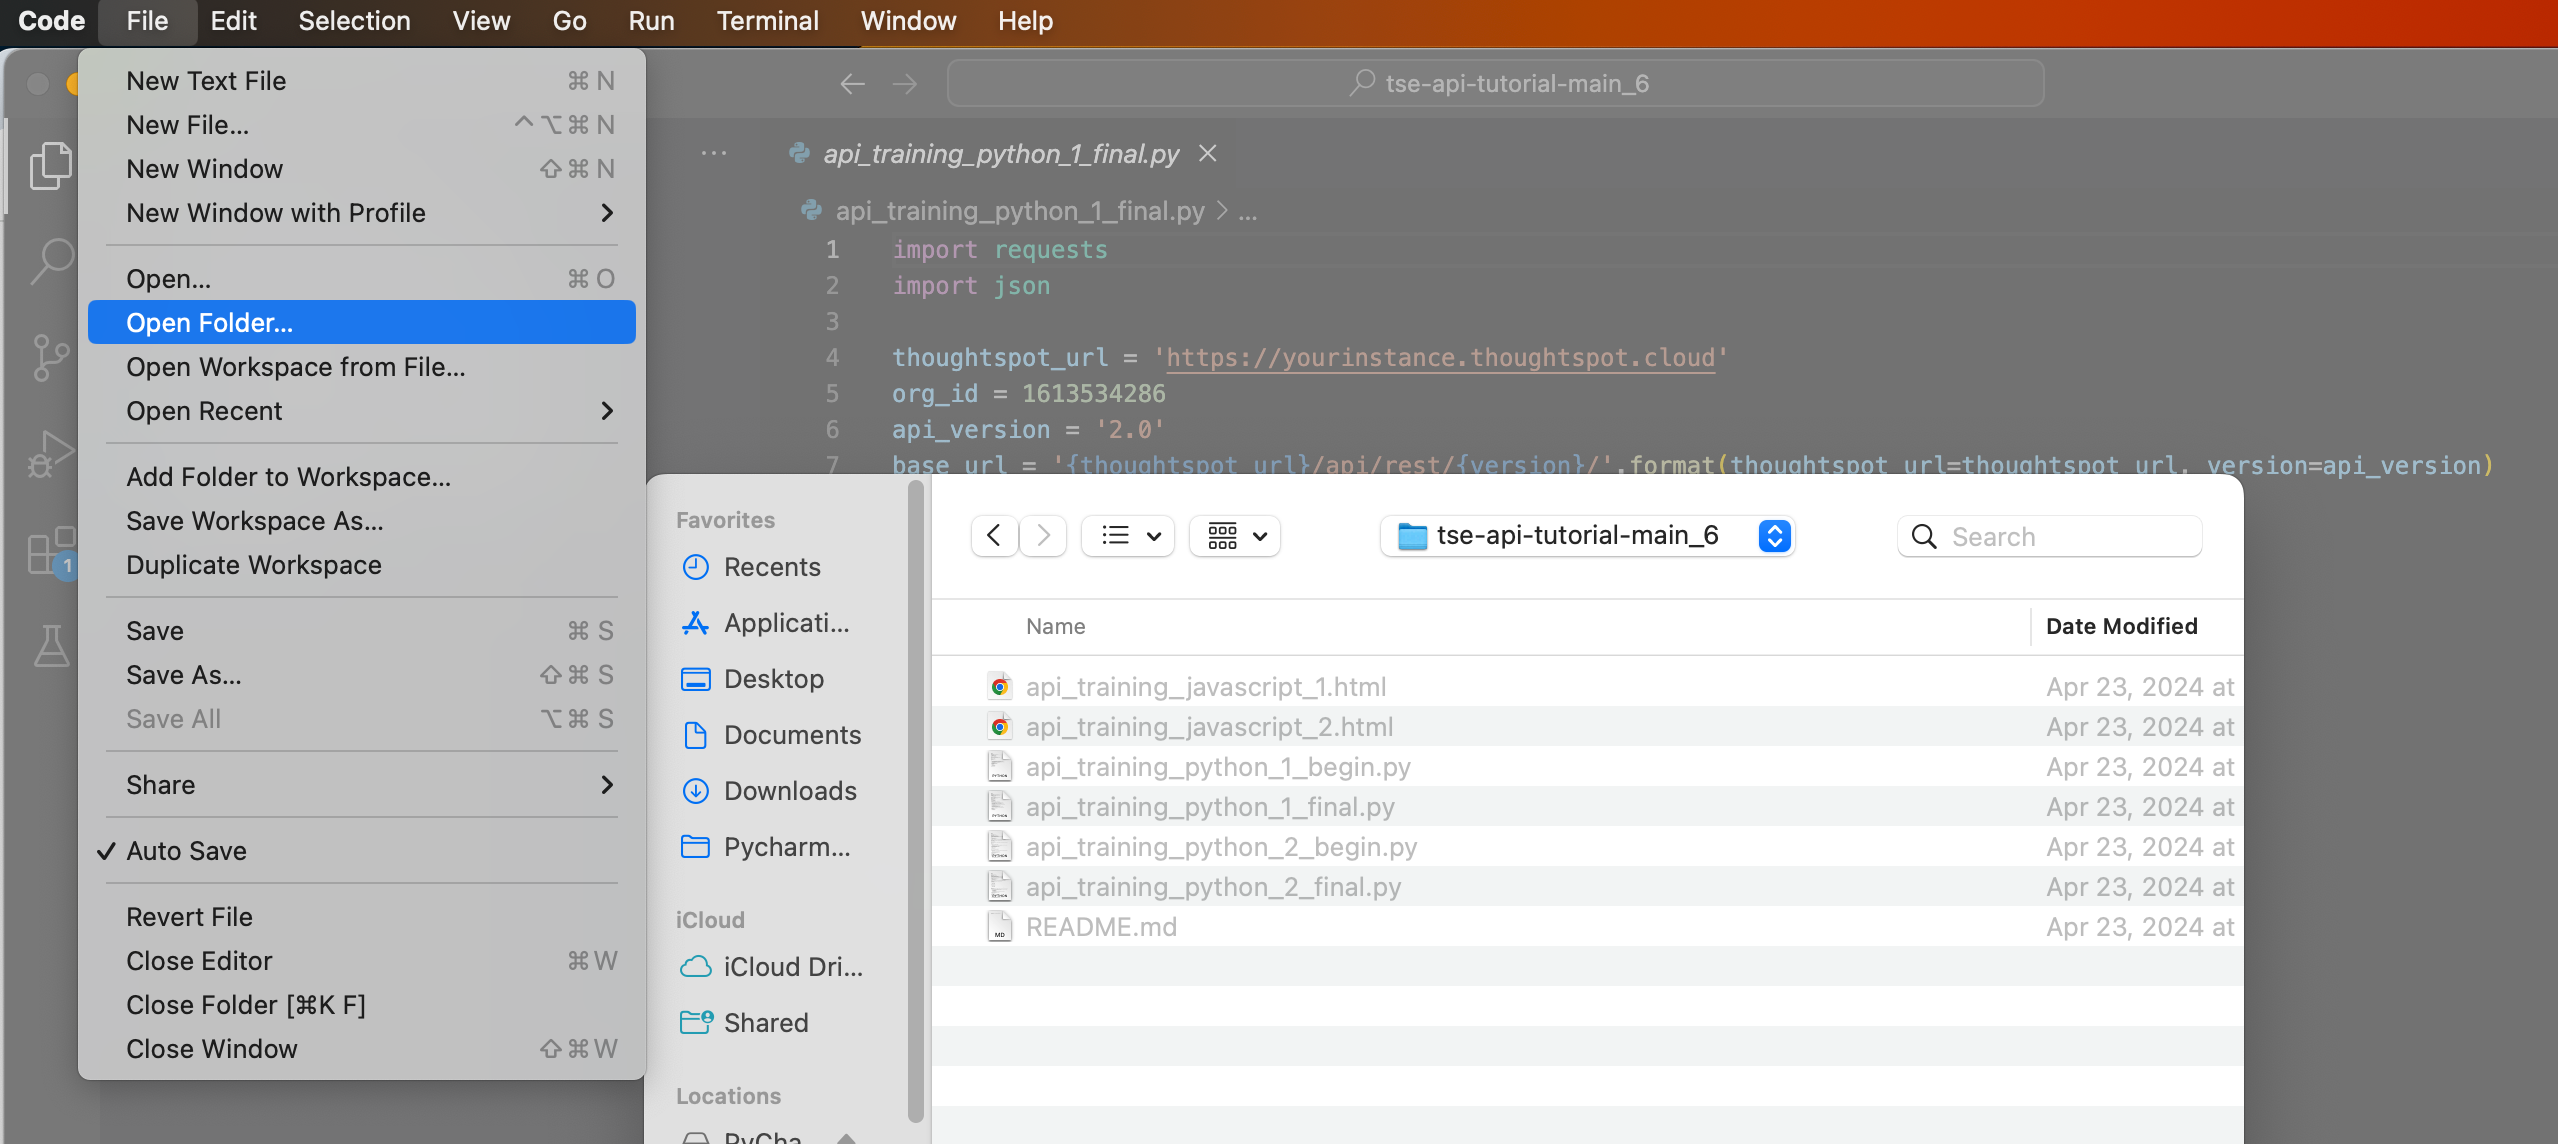 Code File Edit Selection View Go Run Terminal Window Help
New Text File ⌘ N
New File... ^⌥⌘ N
New Window ⇧⌘ N
New Window with Profile
Open... ⌘ O
Open Folder...
Open Workspace from File...
Open Recent
Add Folder to Workspace...
Save Workspace As...
Duplicate Workspace
Save ⌘ S
Save As... ⇧⌘ S
Save All ⌥⌘ S
Share
✓ Auto Save
Revert File
Close Editor ⌘W
Close Folder [⌘K F]
Close Window ⇧⌘W
1
tse-api-tutorial-main_6
... api_training_python_1_final.py
api_training_python_1_final.py > ...
1 import requests
2 import json
3
4 thoughtspot_url = 'https://yourinstance.thoughtspot.cloud'
5 org_id = 1613534286
6 api_version = '2.0'
7 base_url = '{thoughtspot_url}/api/rest/{version}/'.format(thoughtspot_url=thoughtspot_url, version=api_version)
Favorites
Recents
Applicati...
Desktop
Documents
Downloads
Pycharm...
iCloud
iCloud Dri...
Shared
Locations
PyCha
tse-api-tutorial-main_6
Search
Name Date Modified
api_training_javascript_1.html Apr 23, 2024 at
api_training_javascript_2.html Apr 23, 2024 at
api_training_python_1_begin.py Apr 23, 2024 at
api_training_python_1_final.py Apr 23, 2024 at
api_training_python_2_begin.py Apr 23, 2024 at
api_training_python_2_final.py Apr 23, 2024 at
README.md Apr 23, 2024 at